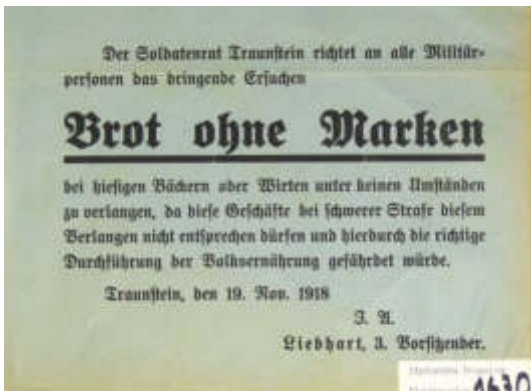 Der Soldatenrat Traunstein richtet an alle Militär-
personen das dringende Ersuchen
Brot ohne Marken
bei hiesigen Bäckern oder Wirten unter keinen Umständen
zu verlangen, da diese Geschäfte bei schwerer Strafe diesem
Verlangen nicht entsprechen dürfen und hierdurch die richtige
Durchführung der Volksernährung gefährdet würde.
Traunstein, den 19. Nov. 1918
J. A.
Liebhart, 3. Vorsitzender.
1630